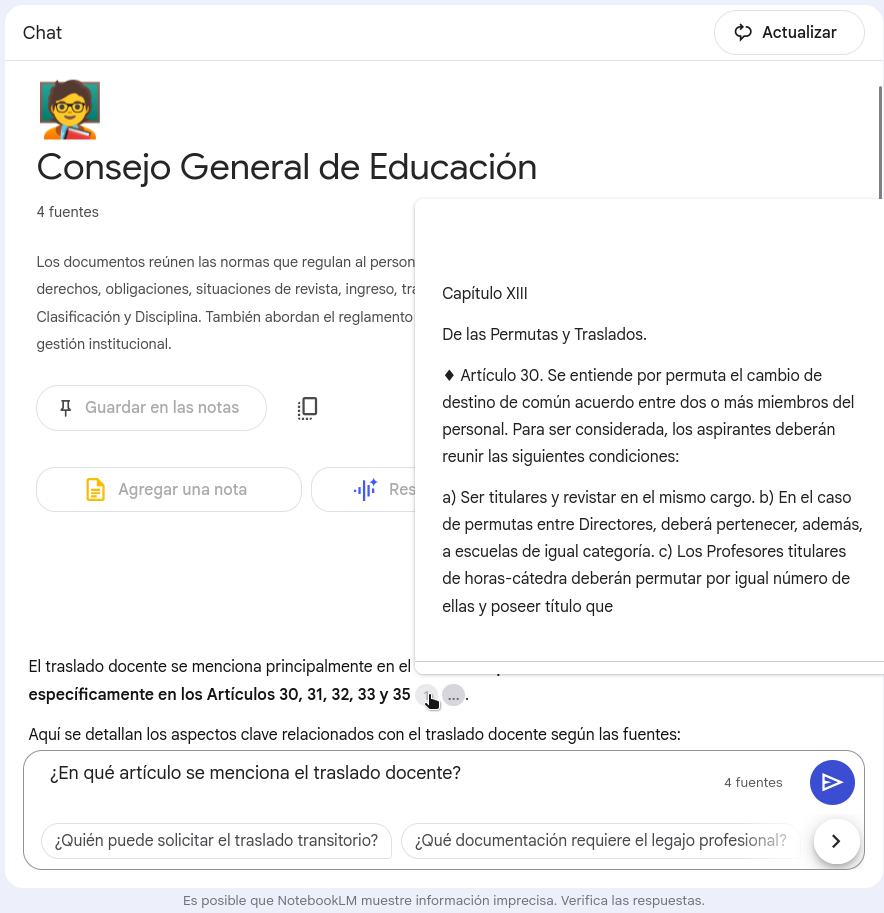 Chat
Actualizar
Consejo General de Educación
4 fuentes
Los documentos reúnen las normas que regulan al
derechos, obligaciones, situaciones de revista, ingreso,
Clasificación y Disciplina. También abordan el reglamento
gestión institucional.
Guardar en las notas
Agregar una nota
Capítulo XIII
De las Permutas y Traslados.
♦ Artículo 30. Se entiende por permuta el cambio de
destino de común acuerdo entre dos o más miembros del
personal. Para ser considerada, los aspirantes deberán
reunir las siguientes condiciones:
a) Ser titulares y revistar en el mismo cargo. b) En el caso
de permutas entre Directores, deberá pertenecer, además,
a escuelas de igual categoría. c) Los Profesores titulares
de horas-cátedra deberán permutar por igual número de
ellas y poseer título que
El traslado docente se menciona principalmente en el
específicamente en los Artículos 30, 31, 32, 33 y 35 ... .
Aquí se detallan los aspectos clave relacionados con el traslado docente según las fuentes:
¿En qué artículo se menciona el traslado docente?
4 fuentes
¿Quién puede solicitar el traslado transitorio?
¿Qué documentación requiere el legajo profesional?
Es posible que NotebookLM muestre información imprecisa. Verifica las respuestas.